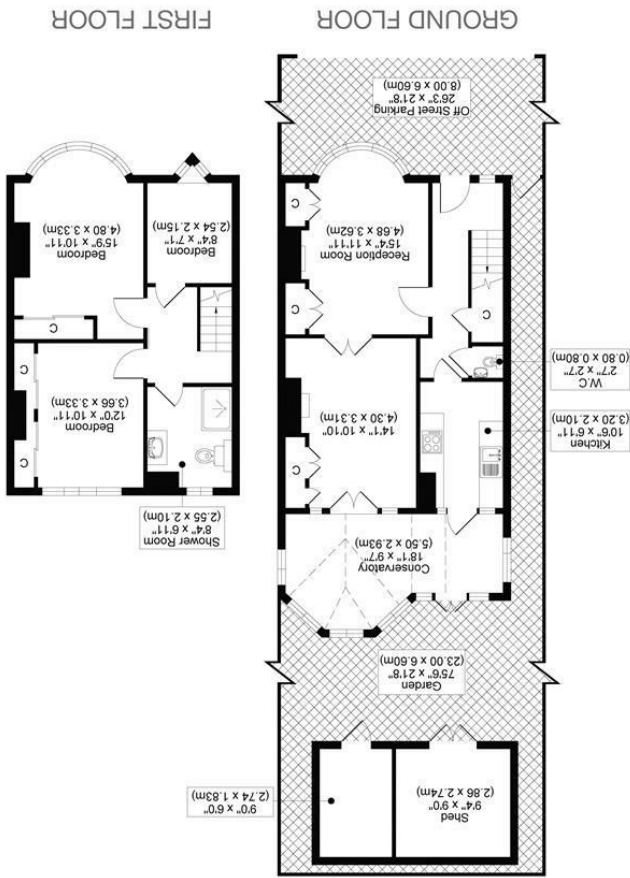 Shed
9'4" x 9'0"
(2.86 x 2.74m)
9'0" x 6'0"
(2.74 x 1.83m)
Garden
75'6" x 21'8"
(23.00 x 6.60m)
Conservatory
18'1" x 9'7"
(5.50 x 2.93m)
Kitchen
10'6" x 6'11"
(3.20 x 2.10m)
W.C
2'7" x 2'7"
(0.80 x 0.80m)
C
14'1" x 10'10"
(4.30 x 3.31m)
C
C
Reception Room
15'4" x 11'11"
(4.68 x 3.62m)
C
Off Street Parking
26'3" x 21'8"
(8.00 x 6.60m)
GROUND FLOOR
Shower Room
8'4" x 6'11"
(2.55 x 2.10m)
C
Bedroom
12'0" x 10'11"
(3.66 x 3.33m)
C
C
Bedroom
8'4" x 7'1"
(2.54 x 2.15m)
Bedroom
15'9" x 10'11"
(4.80 x 3.33m)
FIRST FLOOR